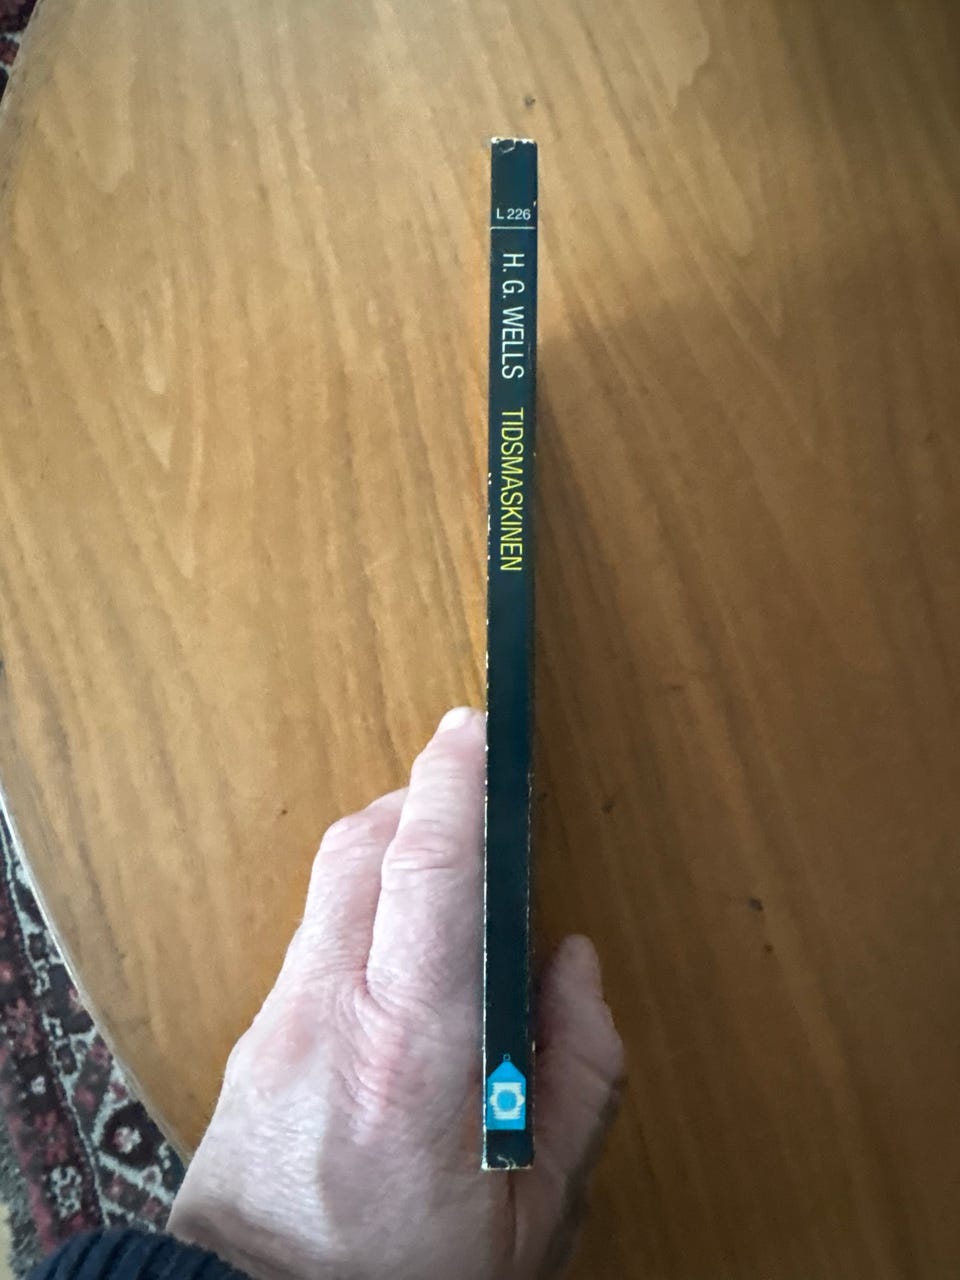 L 226
H. G. WELLS TIDSMASKINEN